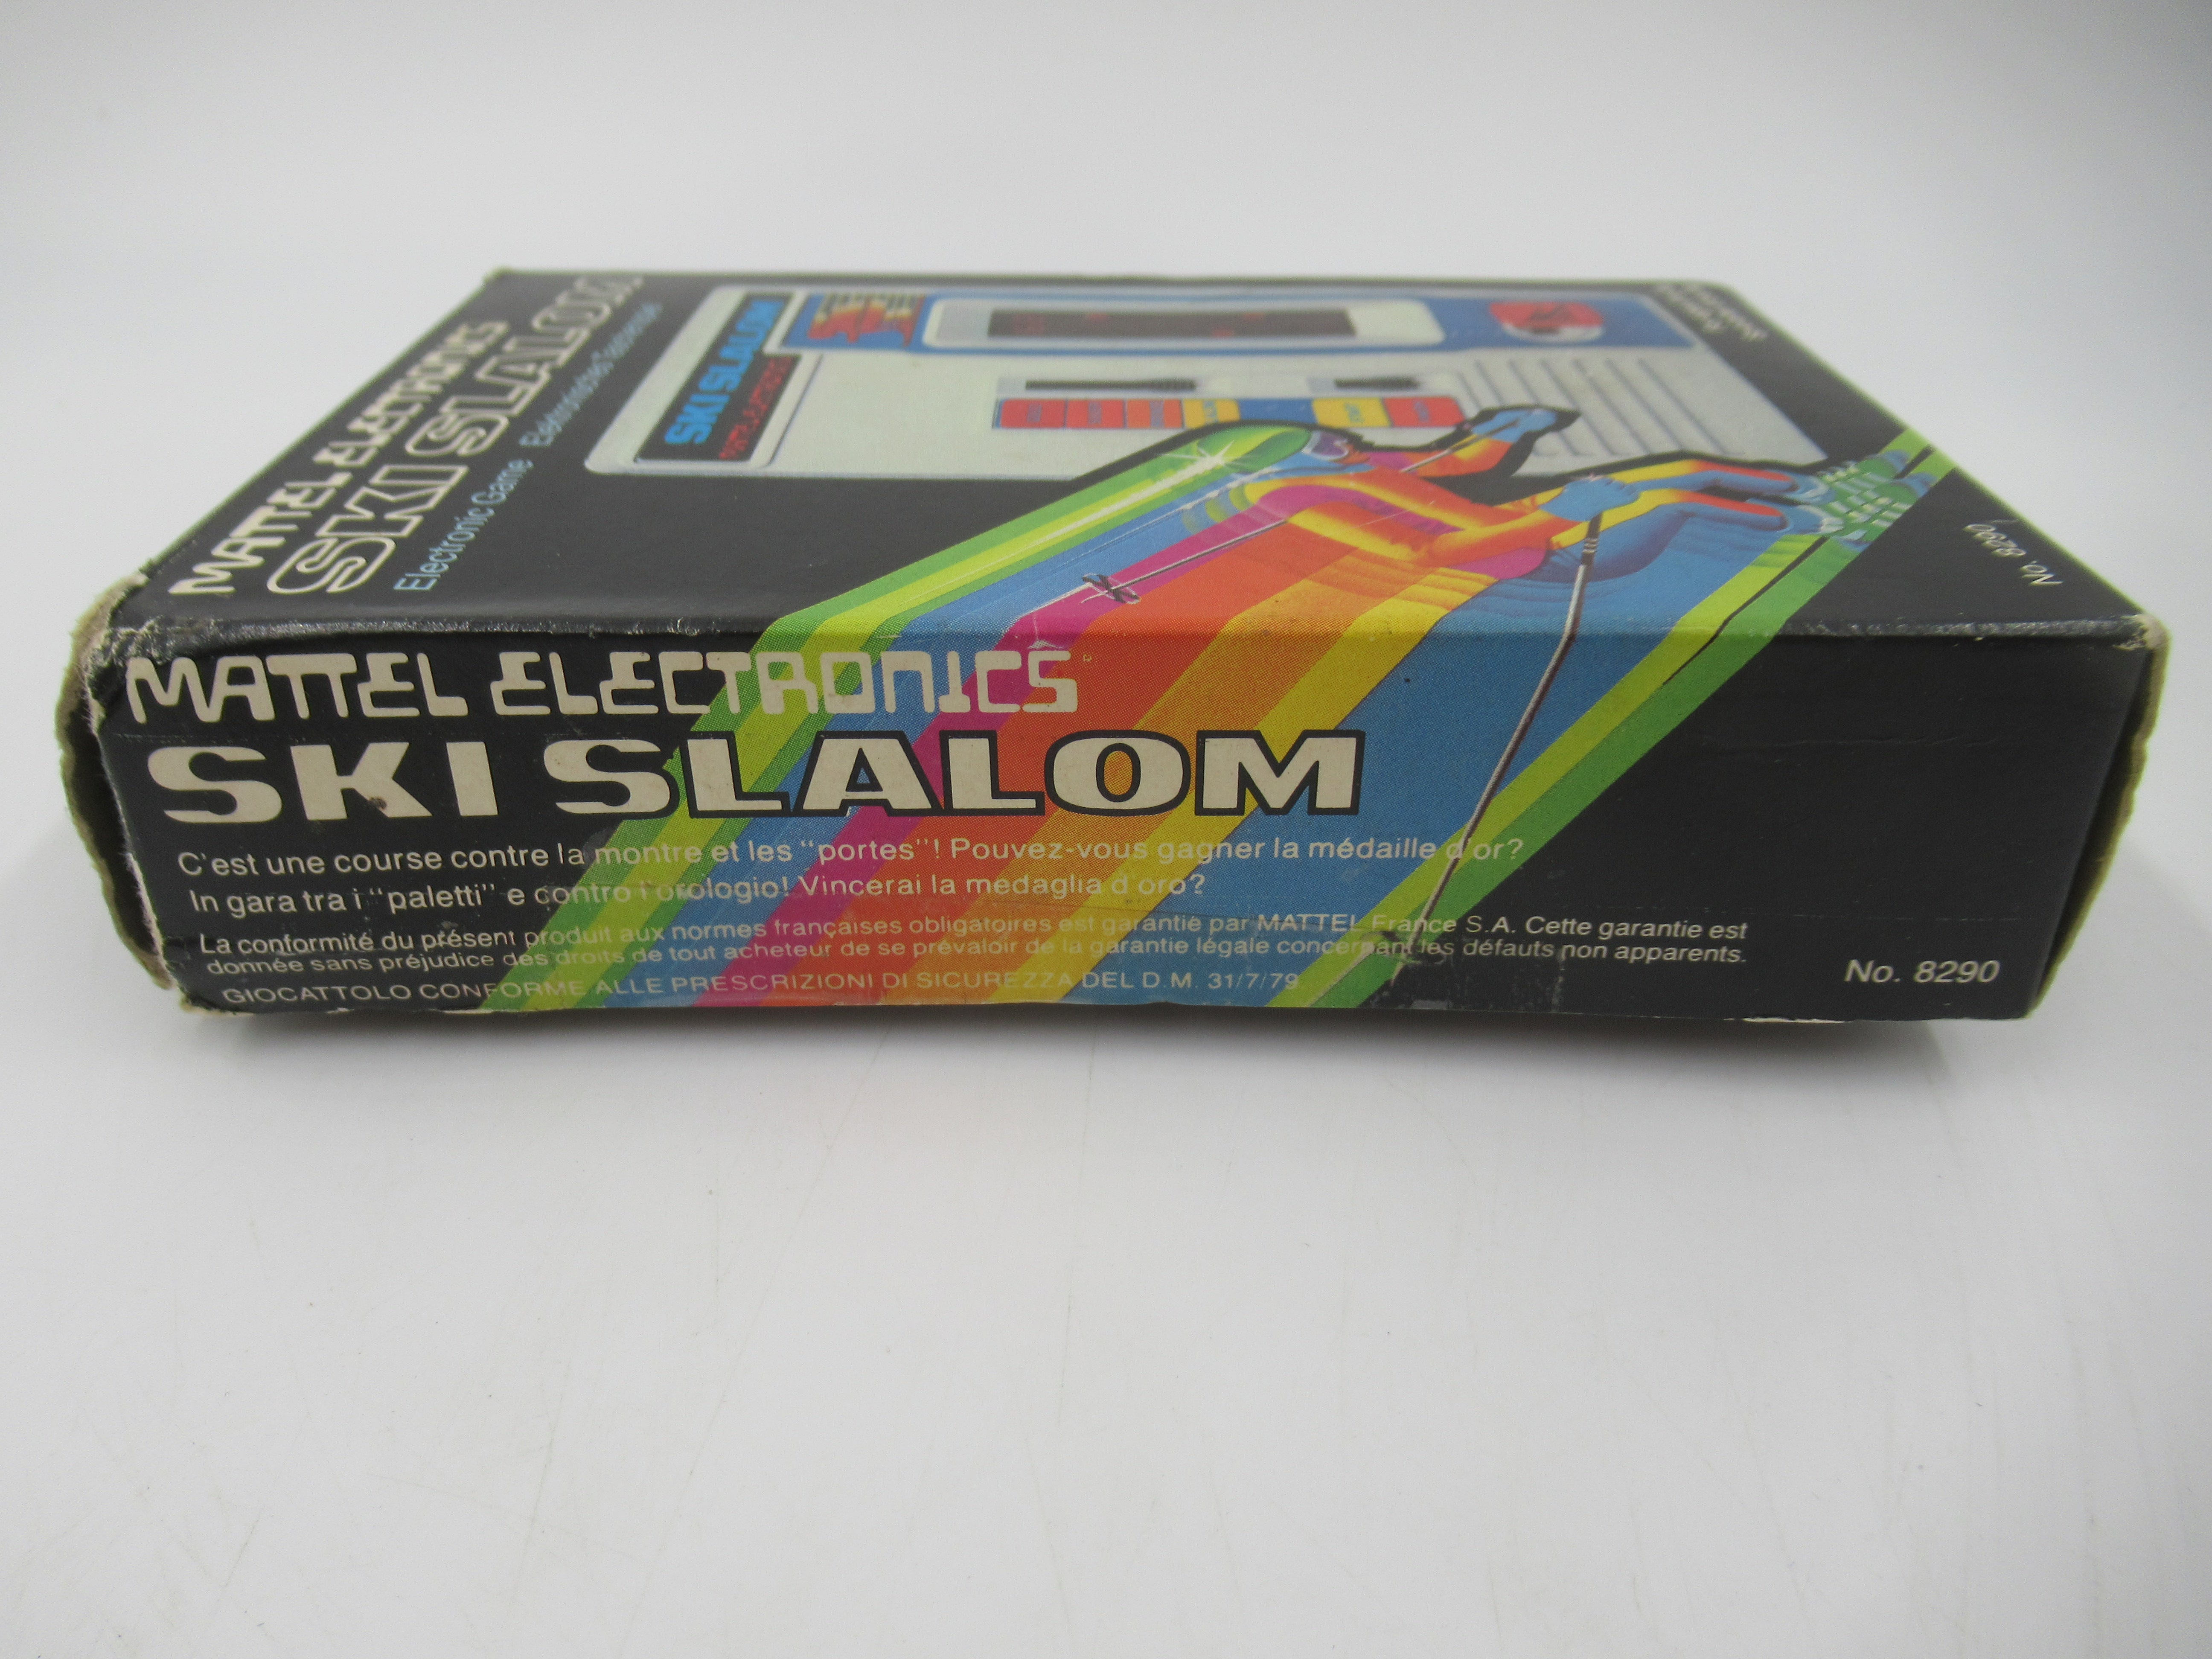 MATTEL ELECTRONICS
SKI SLALOM
Electronic Game Elektronisches
SKI SLALOM
No. 8290
MATTEL ELECTRONICS®
SKI SLALOM
C'est une course contre la montre et les "portes"! Pouvez-vous gagner la médaille d'or?
In gara tra i "paletti" e contro l'orologio! Vincerai la medaglia d'oro?
La conformité du présent produit aux normes françaises obligatoires est garantie par MATTEL France S.A. Cette garantie est
donnée sans préjudice des droits de tout acheteur de se prévaloir de la garantie légale concernant les défauts non apparents.
GIOCATTOLO CONFORME ALLE PRESCRIZIONI DI SICUREZZA DEL D.M. 31/7/79
No. 8290